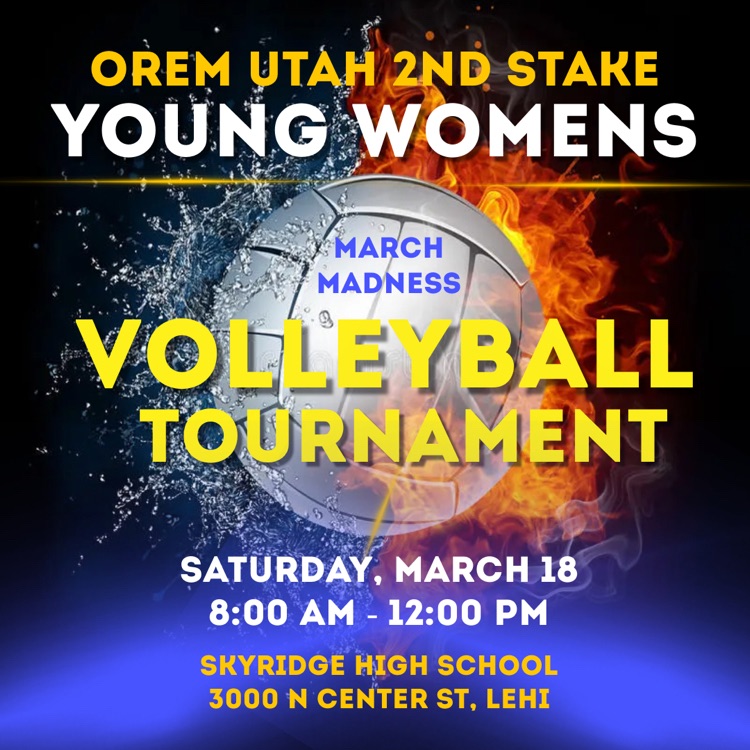 OREM UTAH 2ND STAKE
YOUNG WOMENS
MARCH
MADNESS
VOLLEYBALL
TOURNAMENT
SATURDAY, MARCH 18
8:00 AM - 12:00 PM
SKYRIDGE HIGH SCHOOL
3000 N CENTER ST, LEHI